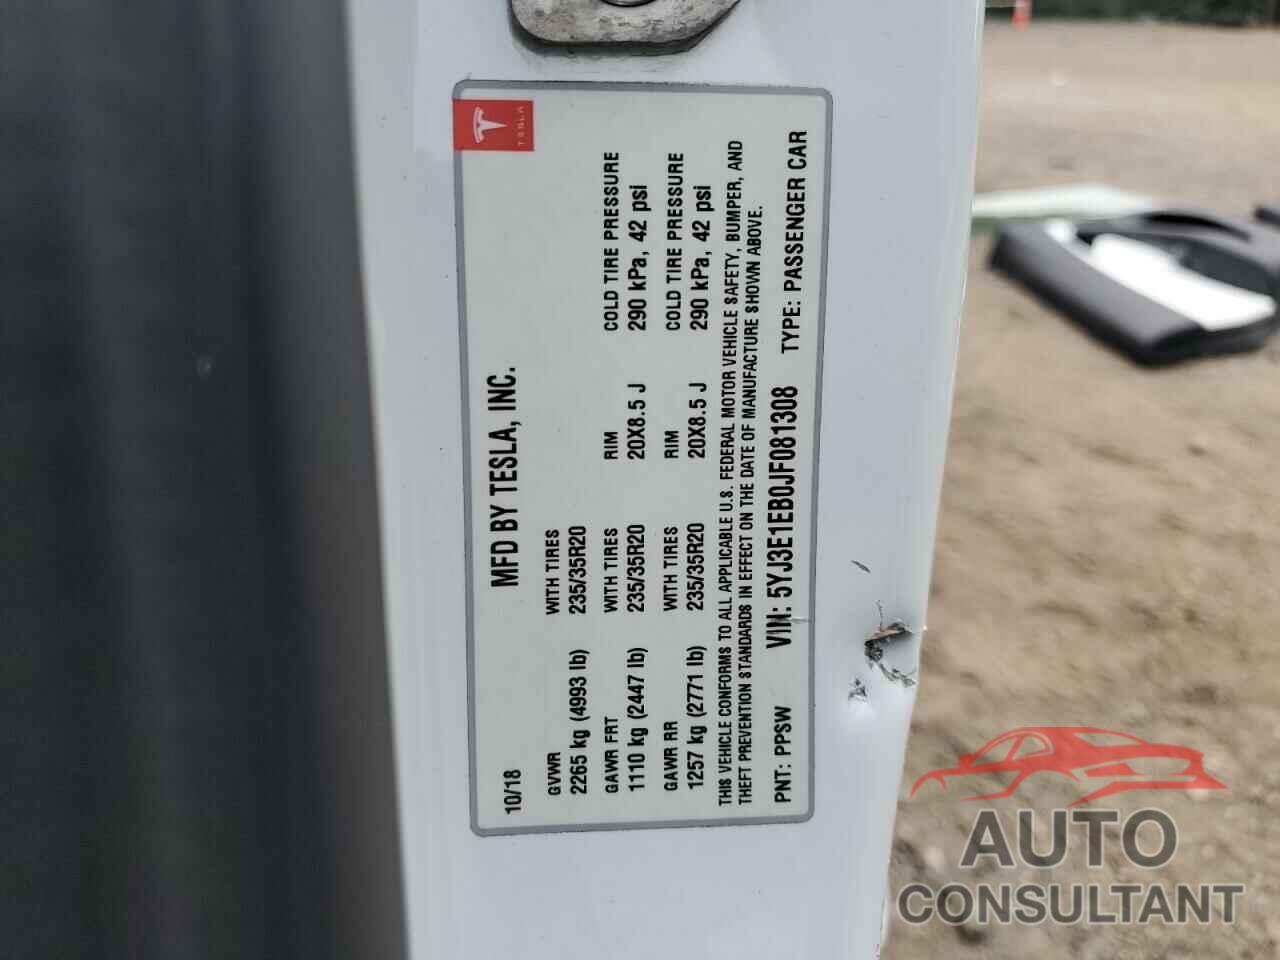 TESLA
MFD BY TESLA, INC.
10/18
GVWR WITH TIRES
2265 kg (4993 lb) 235/35R20
GAWR FRT WITH TIRES RIM COLD TIRE PRESSURE
1110 kg (2447 lb) 235/35R20 20X8.5 J 290 kPa, 42 psi
GAWR RR WITH TIRES RIM COLD TIRE PRESSURE
1257 kg (2771 lb) 235/35R20 20X8.5 J 290 kPa, 42 psi
THIS VEHICLE CONFORMS TO ALL APPLICABLE U.S. FEDERAL MOTOR VEHICLE SAFETY, BUMPER, AND
THEFT PREVENTION STANDARDS IN EFFECT ON THE DATE OF MANUFACTURE SHOWN ABOVE.
PNT: PPSW VIN: 5YJ3E1EB0JF081308 TYPE: PASSENGER CAR
AUTO
CONSULTANT